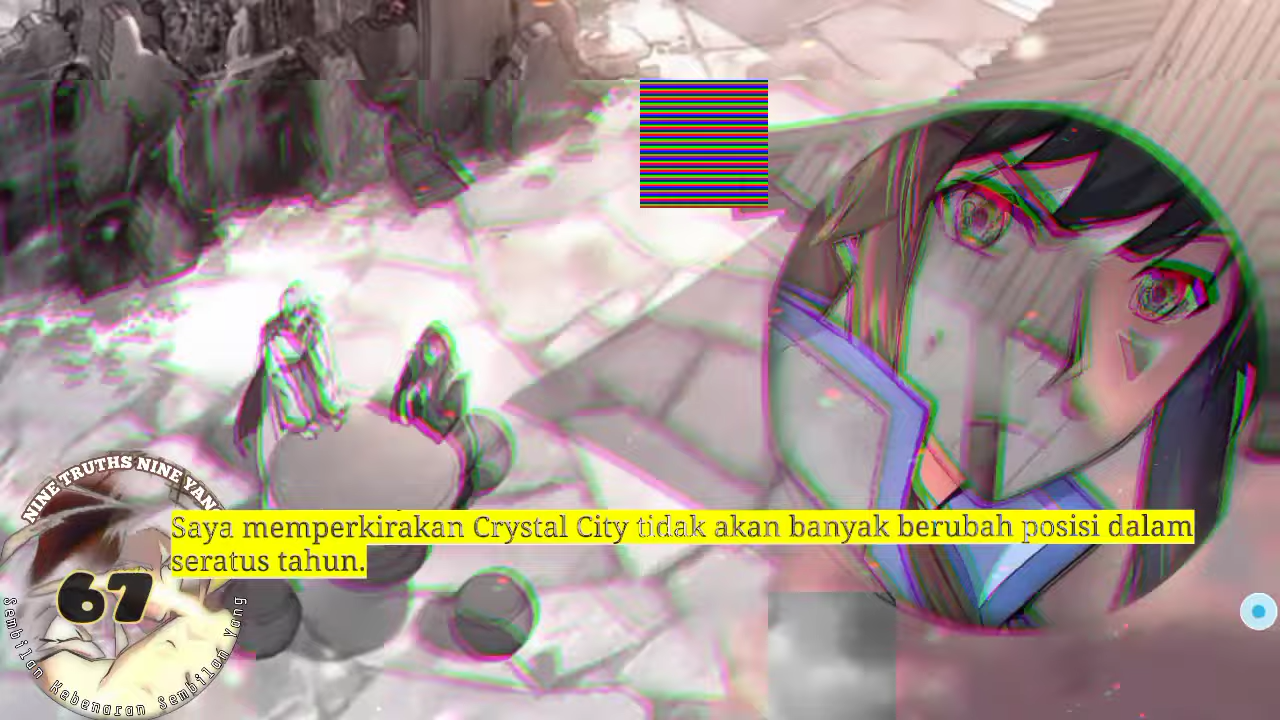 Saya memperkirakan Crystal City tidak akan banyak berubah posisi dalam
seratus tahun.
NINE TRUTHS NINE YANG
67
Sembilan Kebenaran Sembilan Yang